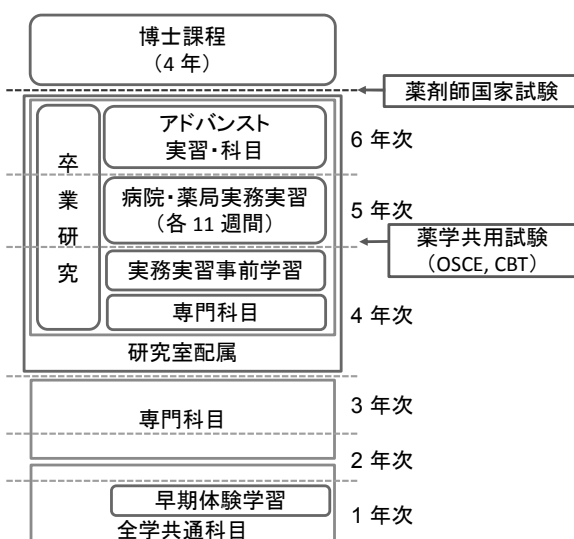 博士課程
（4 年）
薬剤師国家試験
アドバンスト
実習・科目
6 年次
卒業研究
病院・薬局実務実習
（各 11 週間）
5 年次
薬学共用試験
（OSCE, CBT）
実務実習事前学習
専門科目
4 年次
研究室配属
3 年次
専門科目
2 年次
早期体験学習
1 年次
全学共通科目